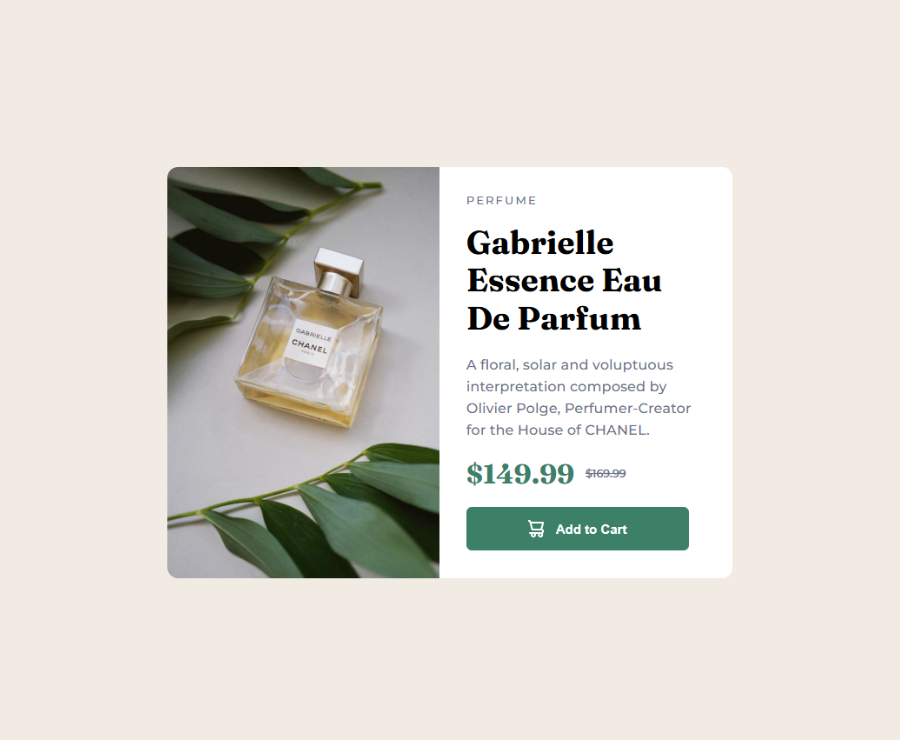 PERFUME
Gabrielle
Essence Eau
De Parfum
A floral, solar and voluptuous
interpretation composed by
Olivier Polge, Perfumer-Creator
for the House of CHANEL.
$149.99 $169.99
Add to Cart
GABRIELLE
CHANEL
PARIS